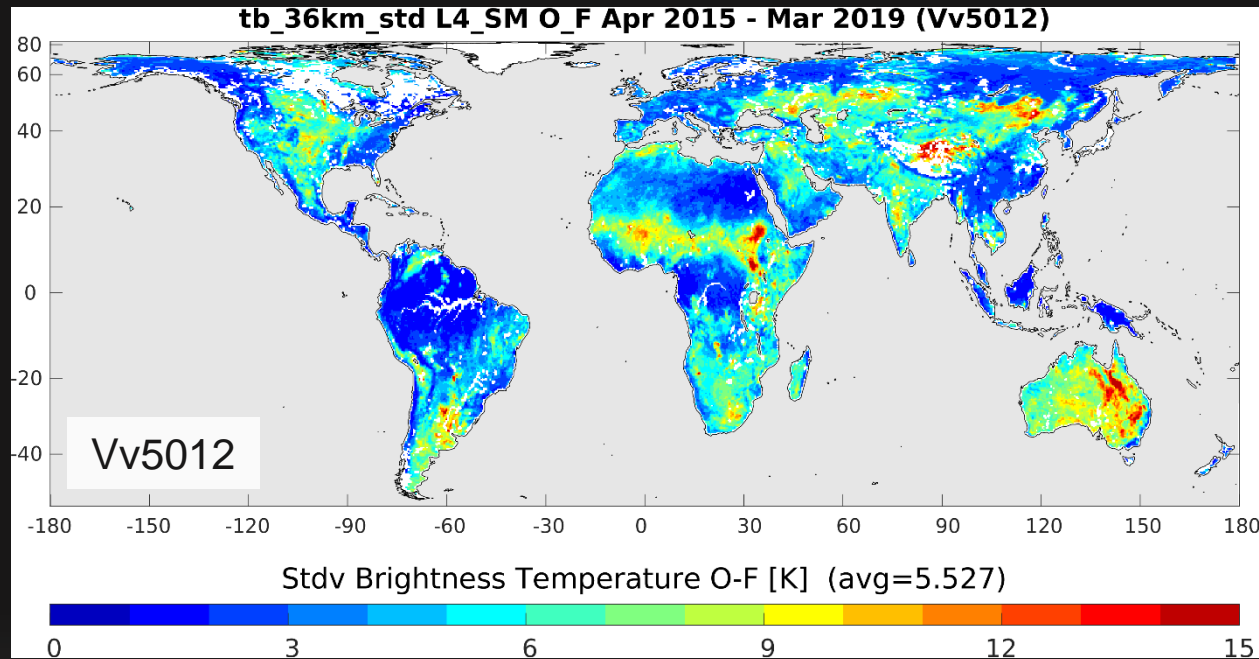 tb_36km_std L4_SM O_F Apr 2015 - Mar 2019 (Vv5012)
80
60
40
20
0
-20
-40
Vv5012
-180 -150 -120 -90 -60 -30 0 30 60 90 120 150 180
Stdv Brightness Temperature O-F [K] (avg=5.527)
0 3 6 9 12 15